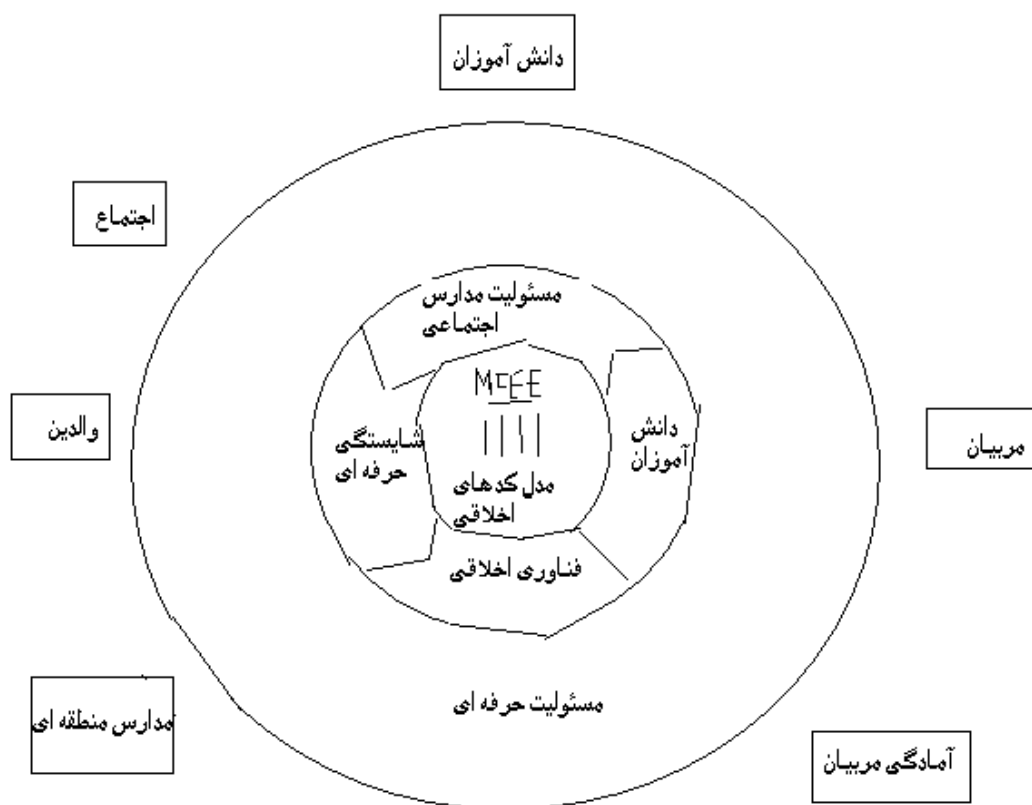 دانش آموزان
اجتماع
مسئولیت مدارس
اجتماعی
والدین
شایستگی
حرفه ای
مدل کدهای
اخلاقی
دانش
آموزان
مربیان
فناوری اخلاقی
مسئولیت حرفه ای
مدارس منطقه ای
آمادگی مربیان